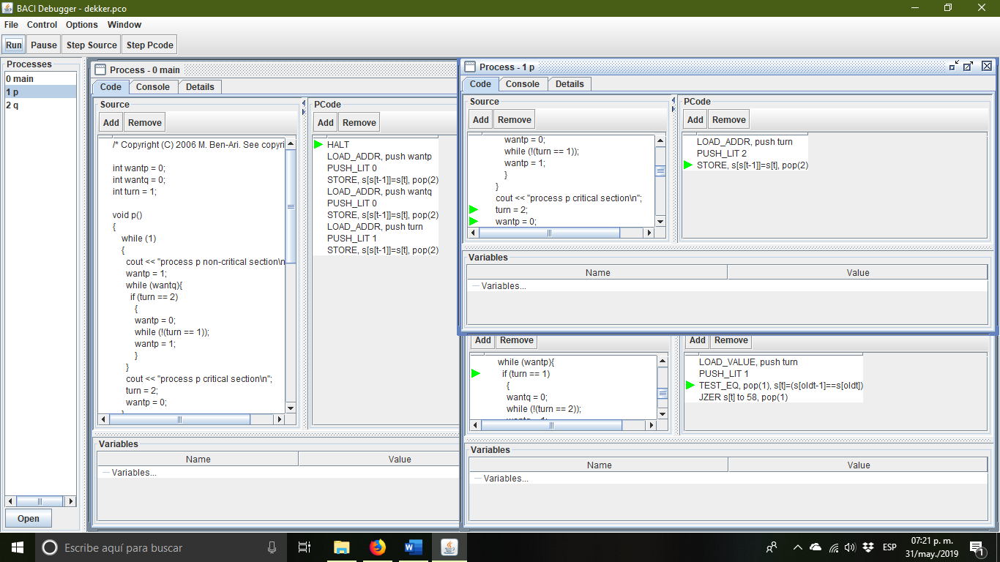 BACI Debugger - dekker.pco
File Control Options Window
Run Pause Step Source Step Pcode
Processes
0 main
1 p
2 q
Open
Process - 0 main
Code Console Details
Source
Add Remove
/* Copyright (C) 2006 M. Ben-Ari. See copyri
int wantp = 0;
int wantq = 0;
int turn = 1;
void p()
{
while (1)
{
cout << "process p non-critical section\n
wantp = 1;
while (wantq){
if (turn == 2)
{
wantp = 0;
while (!(turn == 1));
wantp = 1;
}
}
cout << "process p critical section\n";
turn = 2;
wantp = 0;
}
PCode
Add Remove
HALT
LOAD_ADDR, push wantp
PUSH_LIT 0
STORE, s[s[t-1]]=s[t], pop(2)
LOAD_ADDR, push wantq
PUSH_LIT 0
STORE, s[s[t-1]]=s[t], pop(2)
LOAD_ADDR, push turn
PUSH_LIT 1
STORE, s[s[t-1]]=s[t], pop(2)
Variables
Name Value
Variables...
Process - 1 p
Code Console Details
Source
Add Remove
wantp = 0;
while (!(turn == 1));
wantp = 1;
}
}
cout << "process p critical section\n";
turn = 2;
wantp = 0;
PCode
Add Remove
LOAD_ADDR, push turn
PUSH_LIT 2
STORE, s[s[t-1]]=s[t], pop(2)
Variables
Name Value
Variables...
Add Remove
while (wantp){
if (turn == 1)
{
wantq = 0;
while (!(turn == 2));
wantq = 1;
Add Remove
LOAD_VALUE, push turn
PUSH_LIT 1
TEST_EQ, pop(1), s[t]=(s[oldt-1]==s[oldt])
JZER s[t] to 58, pop(1)
Variables
Name Value
Variables...
Escribe aquí para buscar
ESP
07:21 p. m.
31/may./2019
1